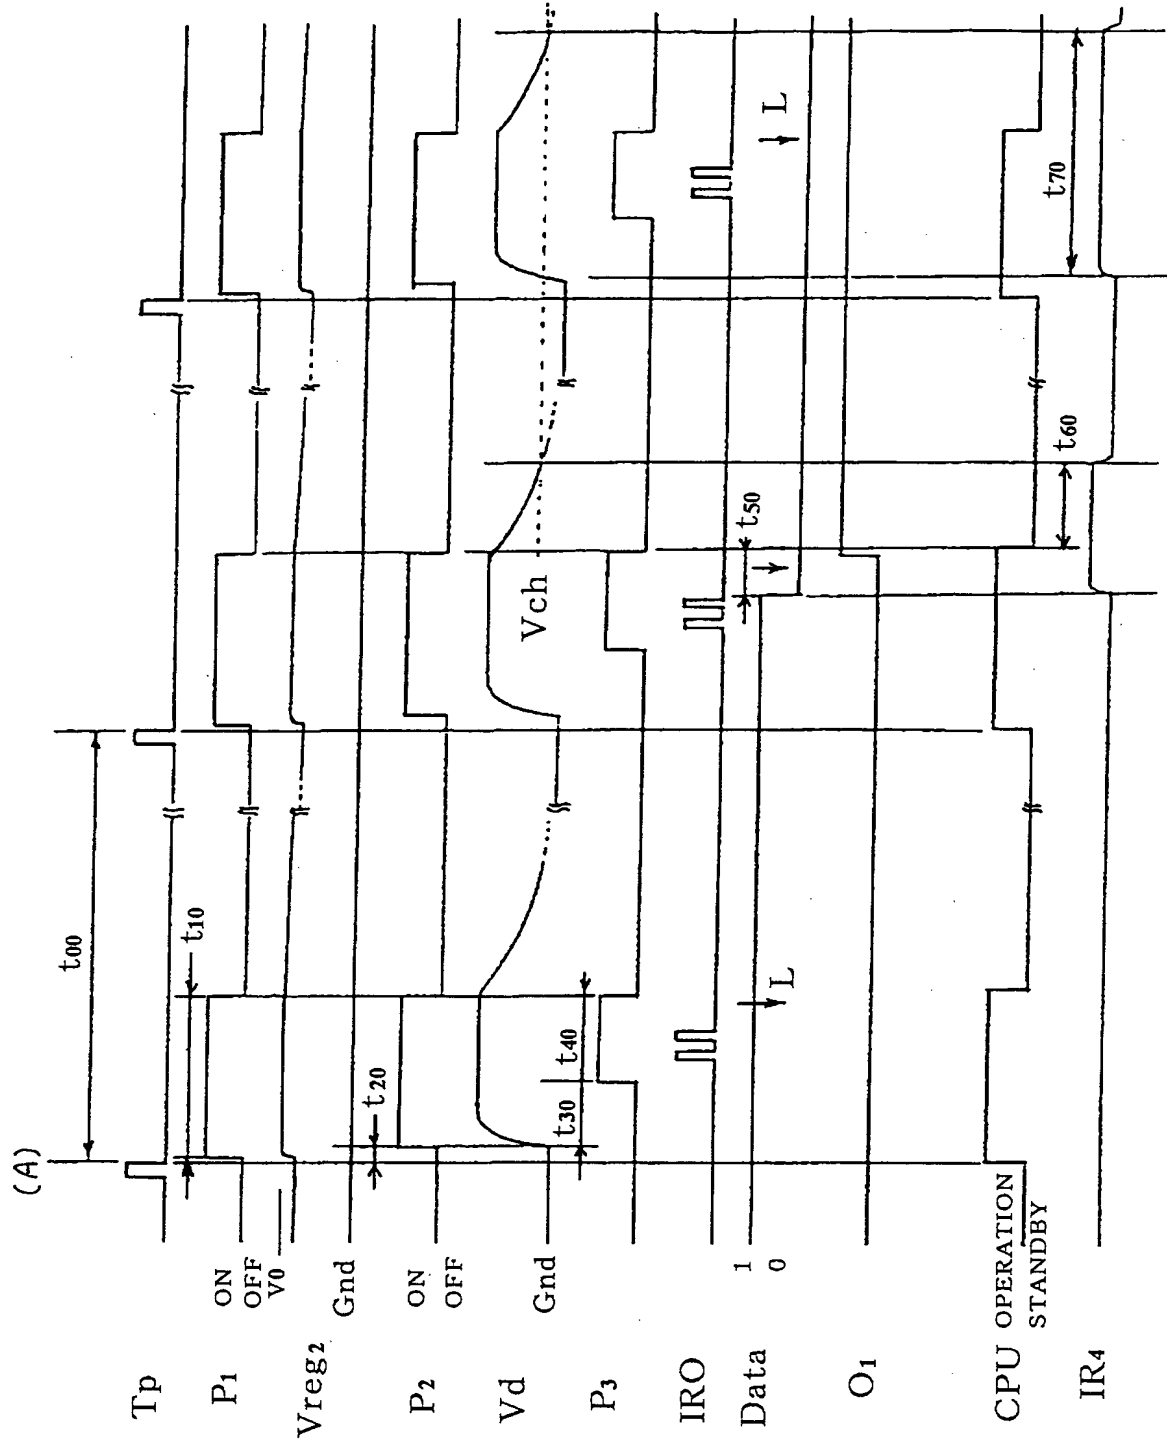 (A)
t00
Tp
t10
P1
ON
OFF
Vreg2
V0
Gnd
t20
P2
ON
OFF
Vd
Vch
Gnd
t30
t40
P3
IRO
Data
1
0
L
t50
L
O1
CPU
OPERATION
STANDBY
t60
t70
IR4